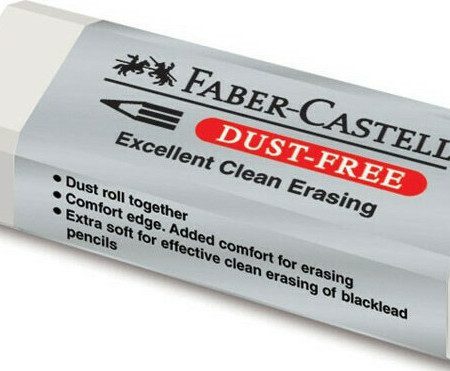 FABER-CASTELL
DUST-FREE
Excellent Clean Erasing
• Dust roll together
• Comfort edge. Added comfort for erasing
• Extra soft for effective clean erasing of blacklead
pencils